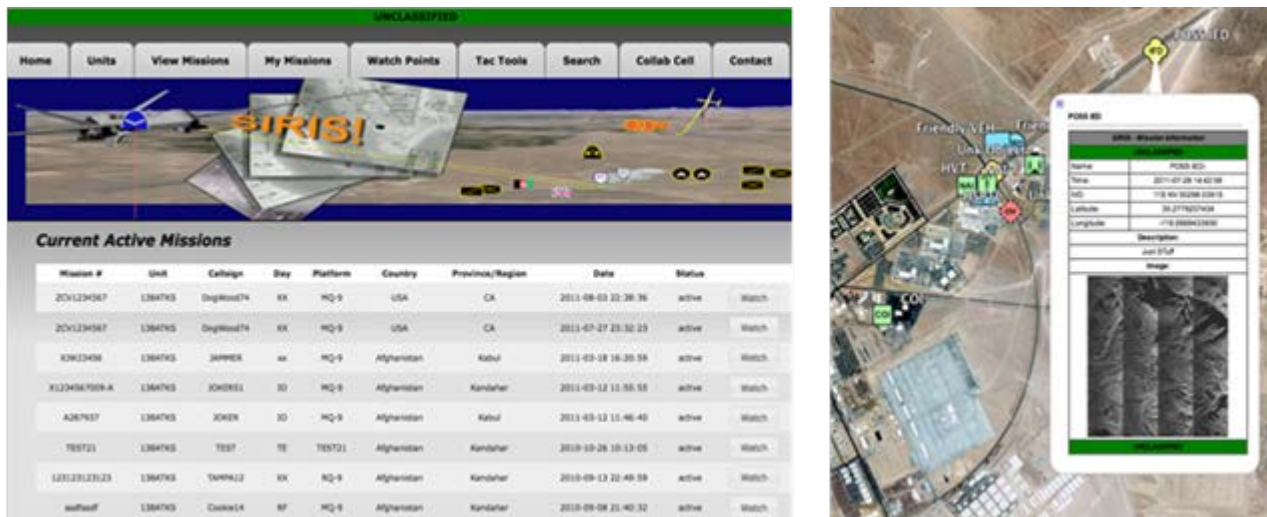 UNCLASSIFIED
Home Units View Missions My Missions Watch Points Tac Tools Search Collab Cell Contact
SIRIS!
Current Active Missions
Mission # Unit Callsign Day Platform Country Province/Region Date Status
ZCV1234567 138ATKS DogWood74 XX MQ-9 USA CA 2011-08-03 22:38:36 active Watch
ZCV1234567 138ATKS DogWood74 XX MQ-9 USA CA 2011-07-27 23:32:23 active Watch
138ATKS JAMMER xx MQ-9 Afghanistan Kabul 2011-03-18 16:20:59 active Watch
X1234567009-A 138ATKS JOKER51 IO MQ-9 Afghanistan Kandahar 2011-03-12 11:55:55 active Watch
A267937 138ATKS JOKER IO MQ-9 Afghanistan Kabul 2011-03-12 11:46:40 active Watch
TEST21 138ATKS TEST TE TEST21 Afghanistan Kandahar 2010-10-26 10:13:05 active Watch
123123123123 138ATKS TAMPA12 XX RQ-9 Afghanistan Kandahar 2010-09-13 22:49:59 active Watch
asdfasdf 138ATKS Cookie14 RF MQ-9 Afghanistan Kandahar 2010-09-08 21:40:32 active Watch
POSS IED
IED
Friendly VEH
HVT
NAI
COI
COI
POSS IED
SIRIS - Mission Information
UNCLASSIFIED
Name: POSS IED
Time:
Latitude:
Longitude:
Description:
Just STuff
Image:
UNCLASSIFIED